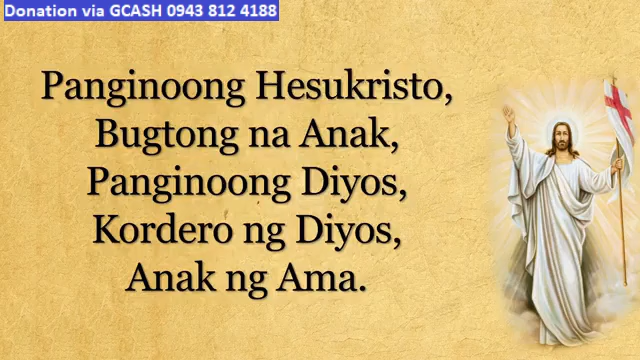 Donation via GCASH 0943 812 4188
Panginoong Hesukristo,
Bugtong na Anak,
Panginoong Diyos,
Kordero ng Diyos,
Anak ng Ama.